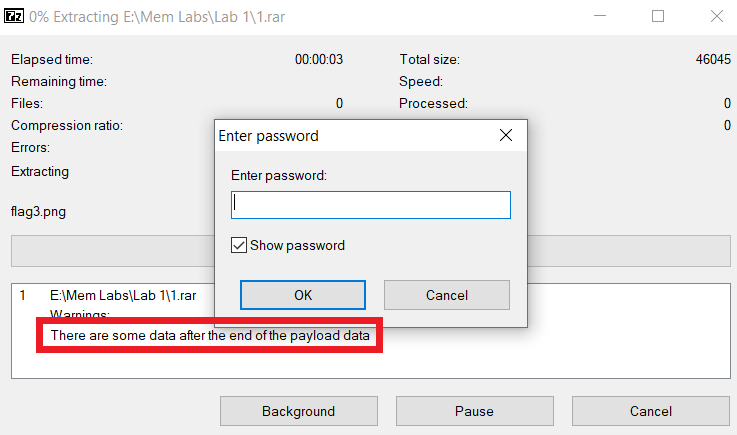 7z 0% Extracting E:\Mem Labs\Lab 1\1.rar
Elapsed time: 00:00:03 Total size: 46045
Remaining time: Speed:
Files: 0 Processed: 0
Compression ratio: 0
Errors:
Extracting
flag3.png
Enter password
Enter password:
Show password
OK Cancel
1 E:\Mem Labs\Lab 1\1.rar
Warnings:
There are some data after the end of the payload data
Background Pause Cancel